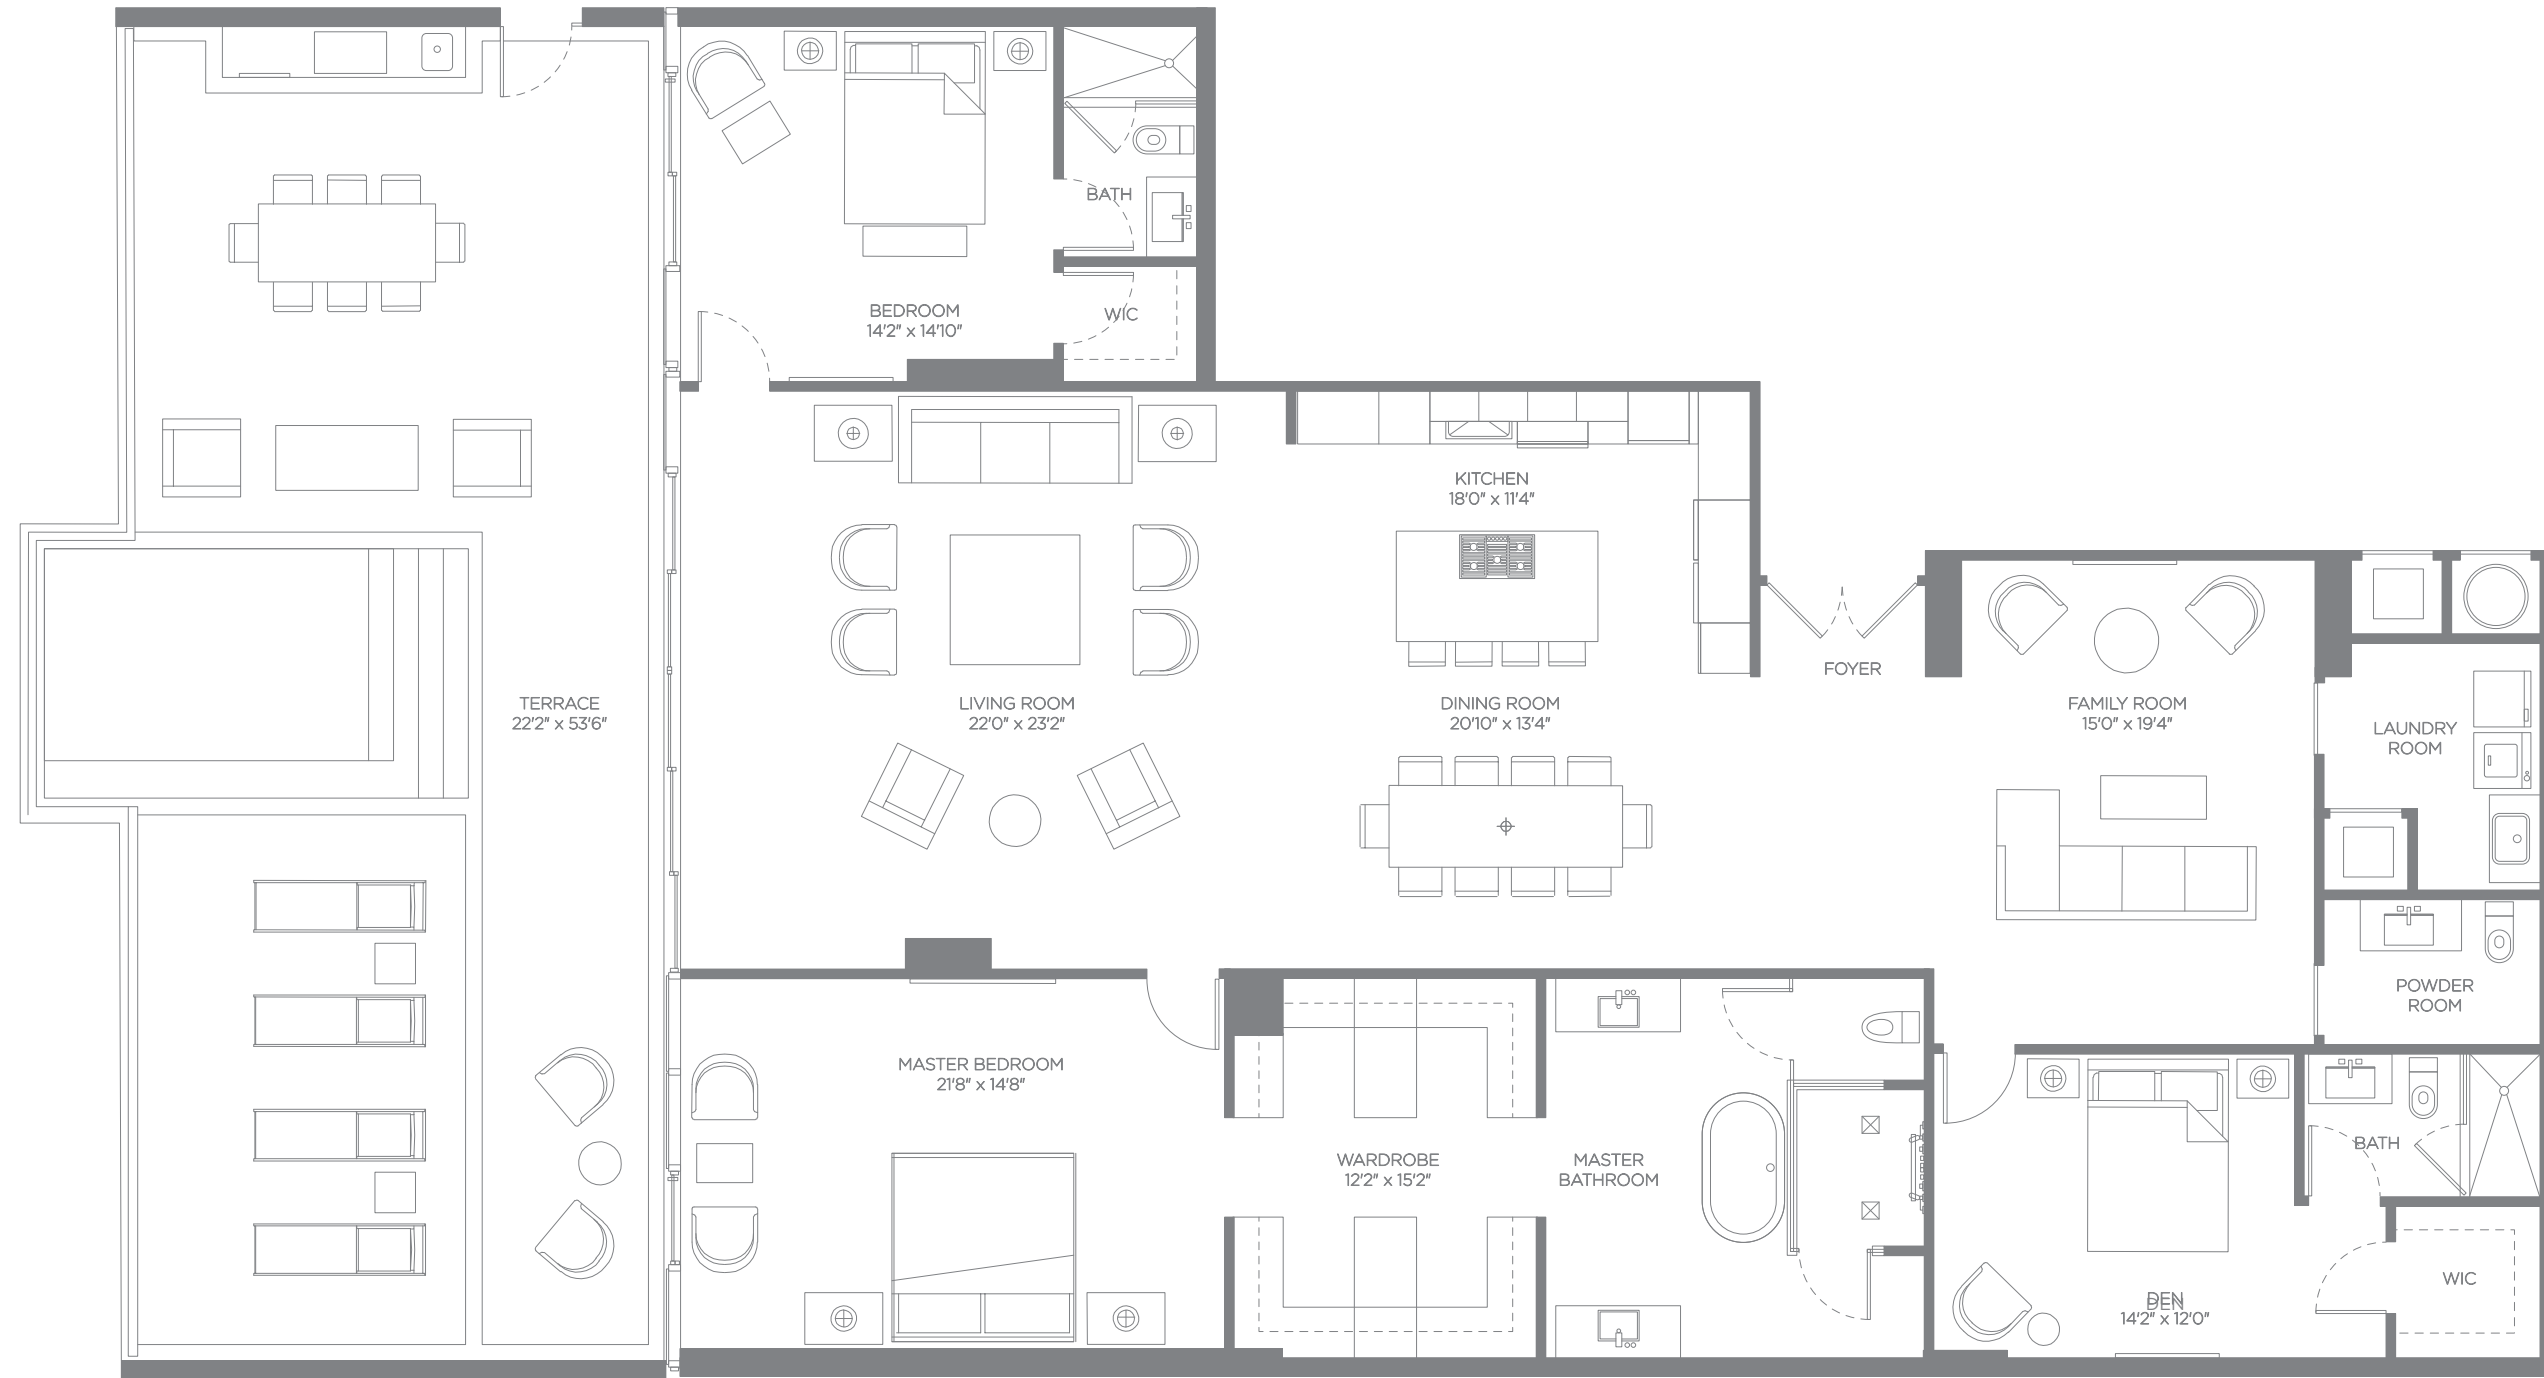 BATH
BEDROOM
14'2" x 14'10"
WIC
KITCHEN
18'0" x 11'4"
FOYER
TERRACE
22'2" x 53'6"
LIVING ROOM
22'0" x 23'2"
DINING ROOM
20'10" x 13'4"
FAMILY ROOM
15'0" x 19'4"
LAUNDRY
ROOM
POWDER
ROOM
MASTER BEDROOM
21'8" x 14'8"
WARDROBE
12'2" x 15'2"
MASTER
BATHROOM
BATH
WIC
DEN
DEN
14'2" x 12'0"